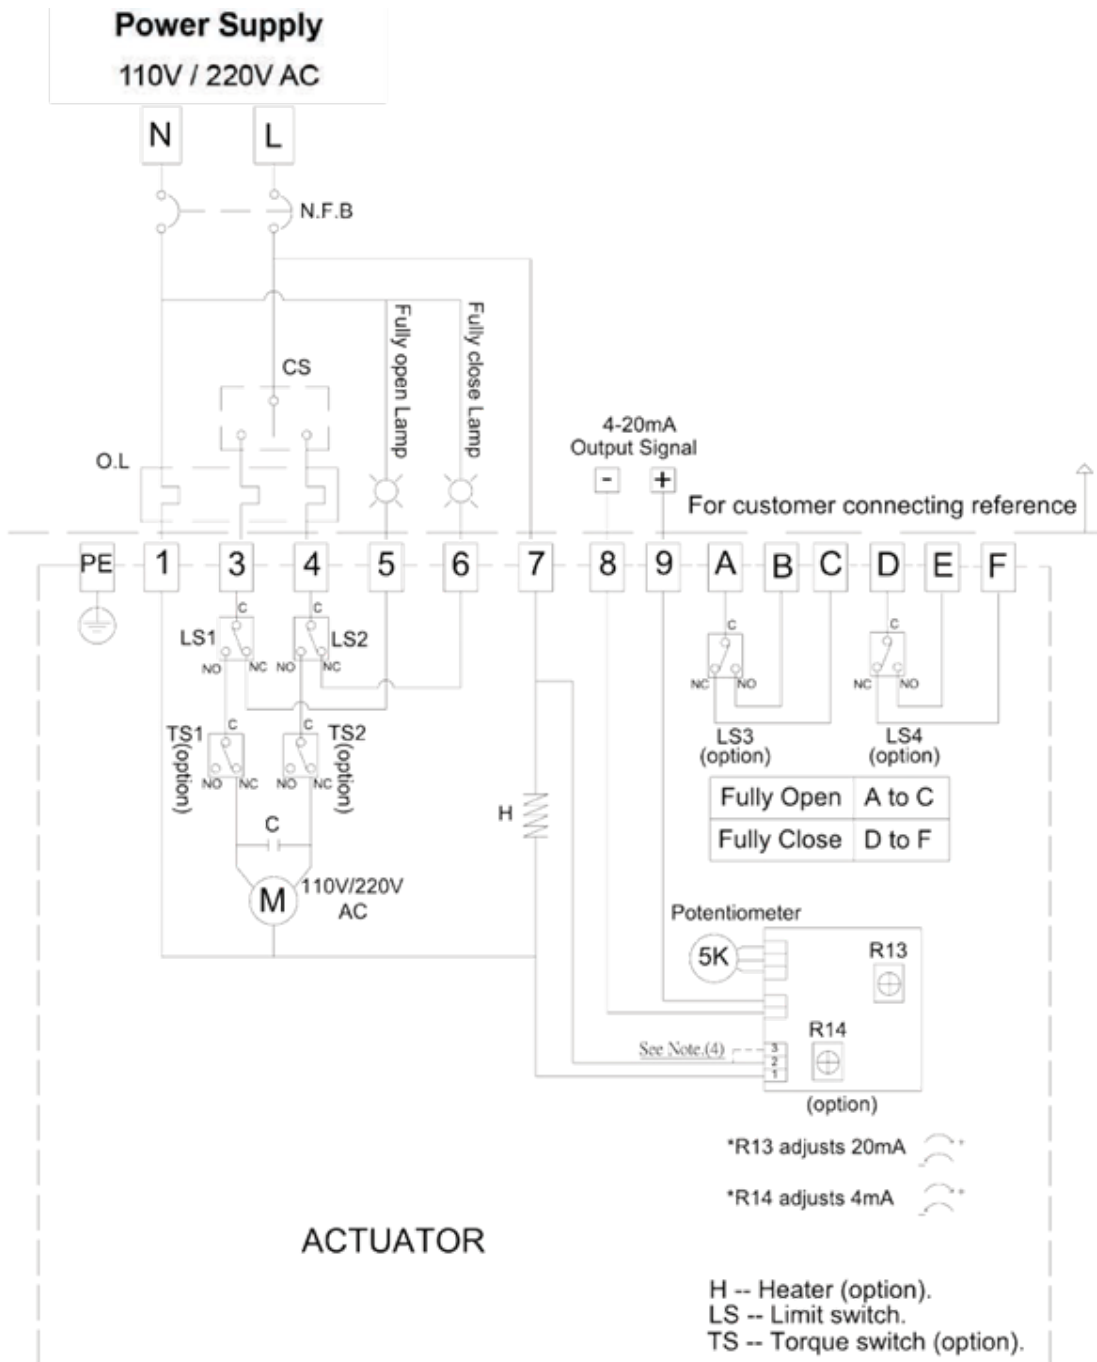 Power Supply
110V / 220V AC
N
L
N.F.B
Fully open Lamp
Fully close Lamp
CS
O.L
4-20mA
Output Signal
-
+
For customer connecting reference
PE
1
3
4
5
6
7
8
9
A
B
C
D
E
F
C
C
C
C
LS1
LS2
NO
NC
NO
NC
NC
NO
NC
NO
C
C
TS1
(option)
TS2
(option)
NO
NC
NO
NC
LS3
(option)
LS4
(option)
Fully Open A to C
Fully Close D to F
H
C
M
110V/220V
AC
Potentiometer
5K
R13
R14
See Note.(4)
3
2
1
(option)
*R13 adjusts 20mA
+
-
*R14 adjusts 4mA
+
-
ACTUATOR
H -- Heater (option).
LS -- Limit switch.
TS -- Torque switch (option).